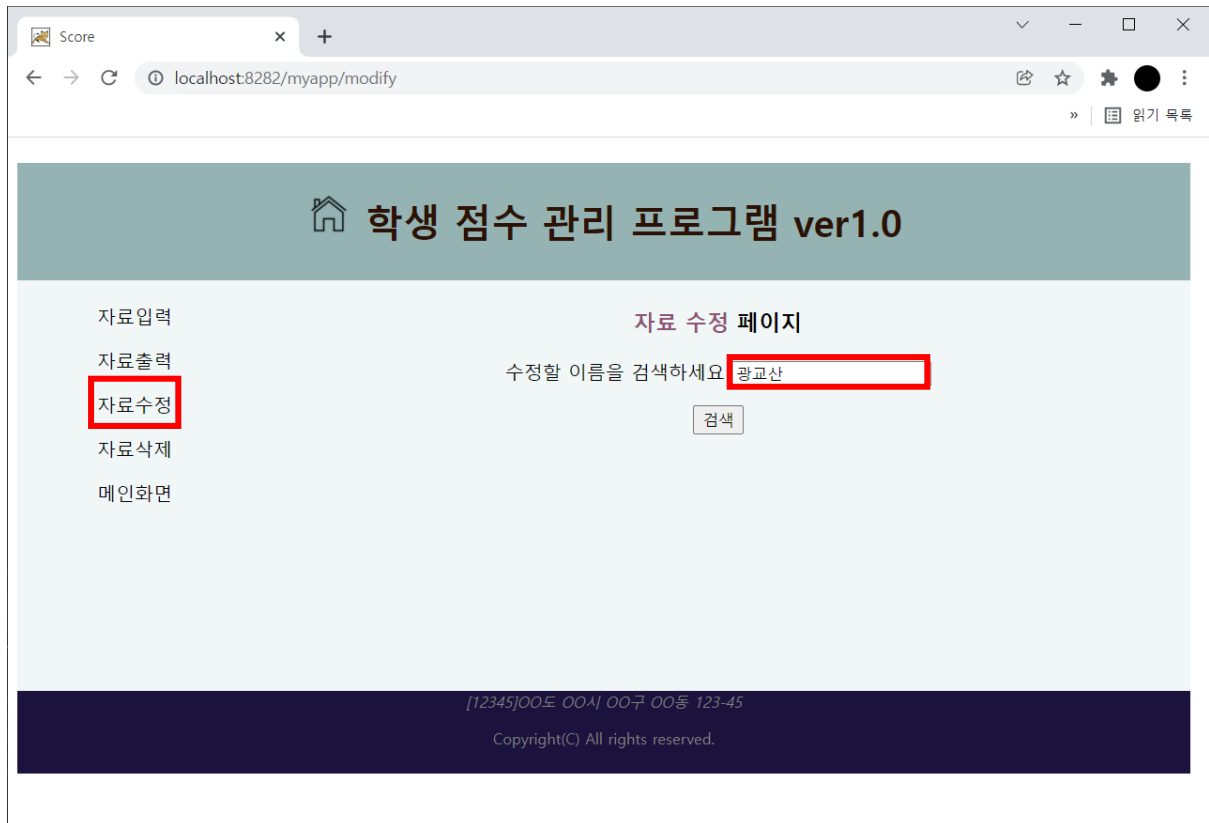 Score
localhost:8282/myapp/modify
» 읽기 목록
학생 점수 관리 프로그램 ver1.0
자료입력
자료출력
자료수정
자료삭제
메인화면
자료 수정 페이지
수정할 이름을 검색하세요 광교산
검색
[12345]OO도 OO시 OO구 OO동 123-45
Copyright(C) All rights reserved.